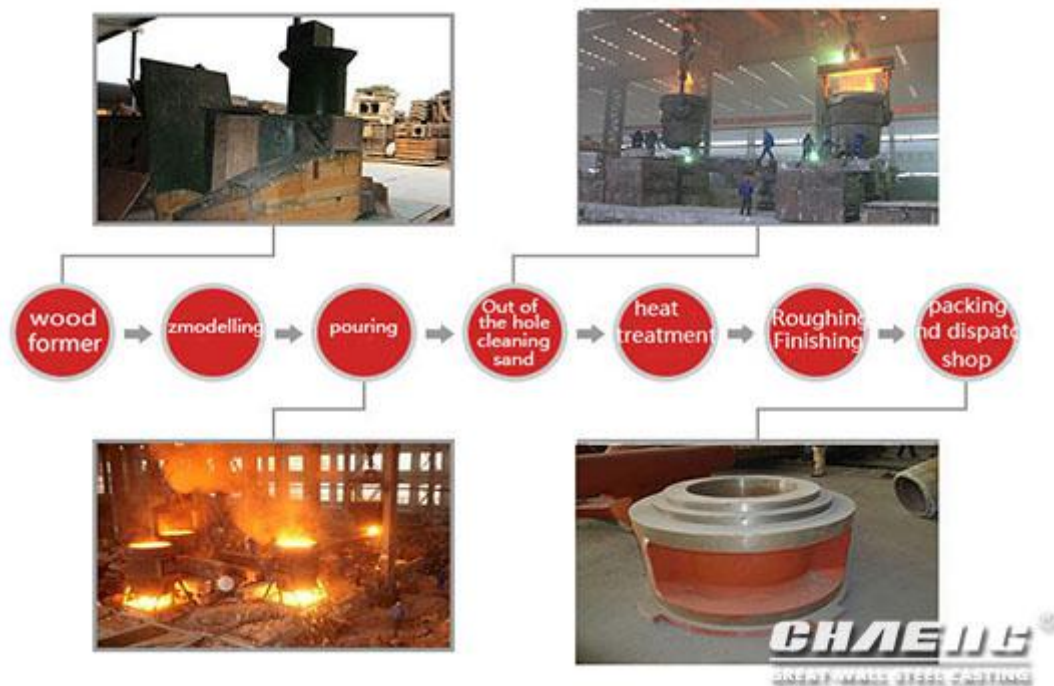 wood
former
zmodelling
pouring
Out of
the hole
cleaning
sand
heat
treatment
Roughing
Finishing
packing
nd dispatc
shop
CHAENG®
GREAT WALL STEEL CASTING